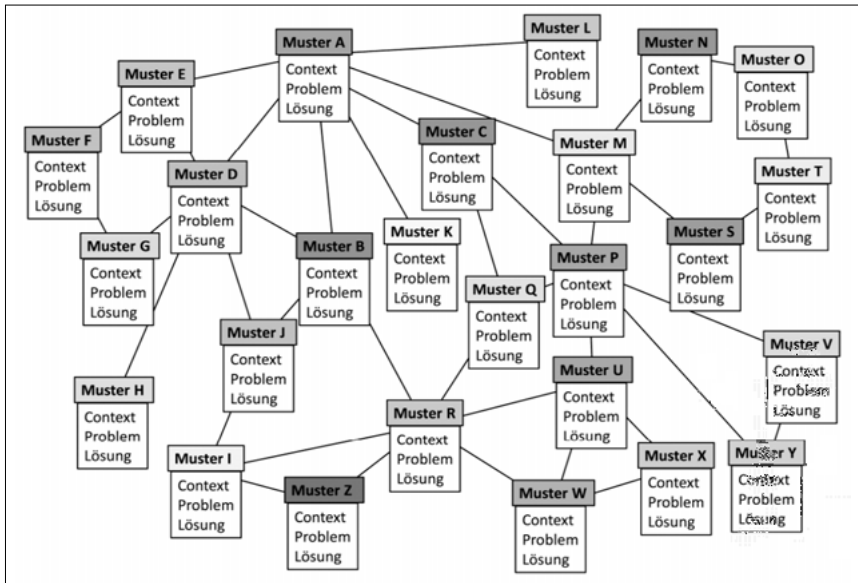 Muster L
Context
Problem
Lösung
Muster A
Context
Problem
Lösung
Muster N
Context
Problem
Lösung
Muster O
Context
Problem
Lösung
Muster E
Context
Problem
Lösung
Muster F
Context
Problem
Lösung
Muster C
Context
Problem
Lösung
Muster M
Context
Problem
Lösung
Muster D
Context
Problem
Lösung
Muster T
Context
Problem
Lösung
Muster G
Context
Problem
Lösung
Muster B
Context
Problem
Lösung
Muster K
Context
Problem
Lösung
Muster S
Context
Problem
Lösung
Muster P
Context
Problem
Lösung
Muster Q
Context
Problem
Lösung
Muster J
Context
Problem
Lösung
Muster V
Context
Problem
Lösung
Muster H
Context
Problem
Lösung
Muster U
Context
Problem
Lösung
Muster R
Context
Problem
Lösung
Muster I
Context
Problem
Lösung
Muster X
Context
Problem
Lösung
Muster Y
Context
Problem
Lösung
Muster Z
Context
Problem
Lösung
Muster W
Context
Problem
Lösung